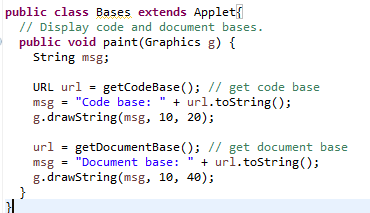 public class Bases extends Applet{
  // Display code and document bases.
  public void paint(Graphics g) {
    String msg;

    URL url = getCodeBase(); // get code base
    msg = "Code base: " + url.toString();
    g.drawString(msg, 10, 20);

    url = getDocumentBase(); // get document base
    msg = "Document base: " + url.toString();
    g.drawString(msg, 10, 40);
  }
}